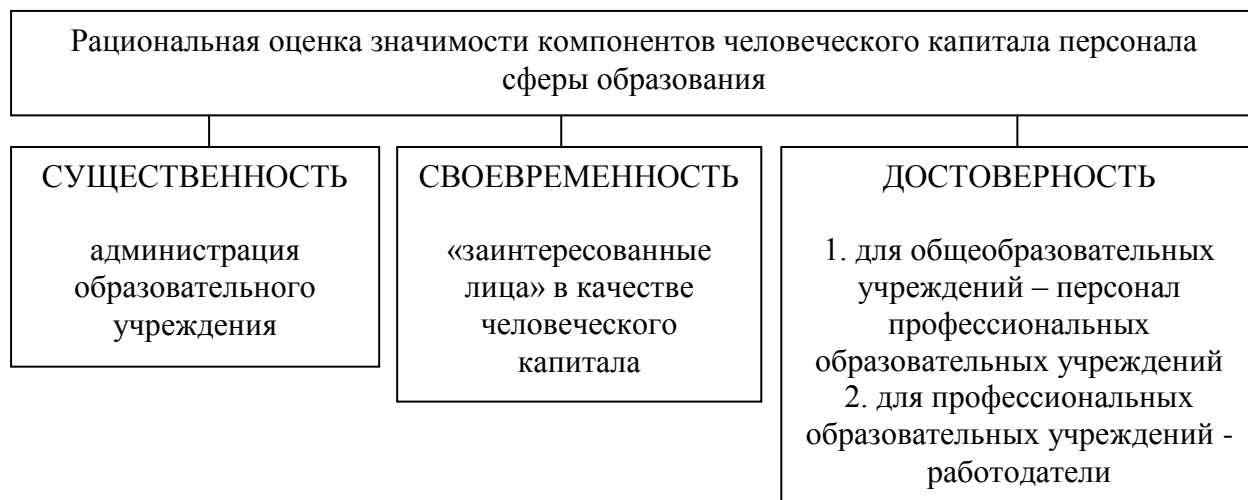 Рациональная оценка значимости компонентов человеческого капитала персонала
сферы образования
СУЩЕСТВЕННОСТЬ
администрация
образовательного
учреждения
СВОЕВРЕМЕННОСТЬ
«заинтересованные
лица» в качестве
человеческого
капитала
ДОСТОВЕРНОСТЬ
1. для общеобразовательных
учреждений – персонал
профессиональных
образовательных учреждений
2. для профессиональных
образовательных учреждений -
работодатели